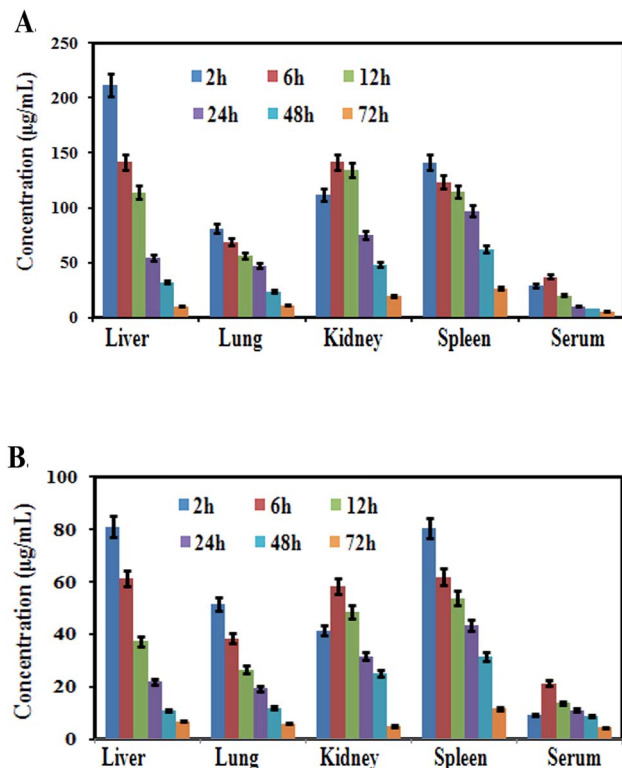 A.
Concentration (µg/mL)
250
200
150
100
50
0
2h 6h 12h
24h 48h 72h
Liver Lung Kidney Spleen Serum
B.
Concentration (µg/mL)
100
80
60
40
20
0
2h 6h 12h
24h 48h 72h
Liver Lung Kidney Spleen Serum